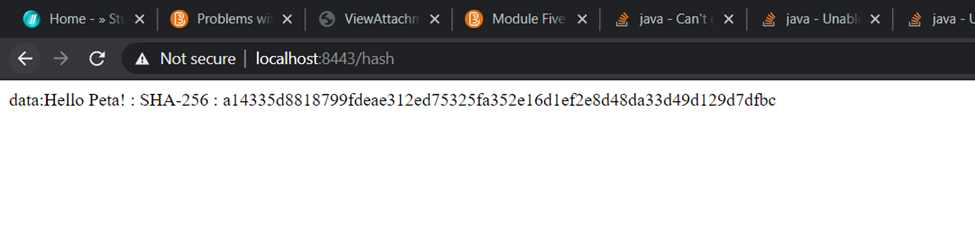 Home - » Stu
Problems wit
ViewAttachm
Module Five
java - Can't g
java - Unable
java - U
Not secure
localhost:8443/hash
data:Hello Peta! : SHA-256 : a14335d8818799fdeae312ed75325fa352e16d1ef2e8d48da33d49d129d7dfbc